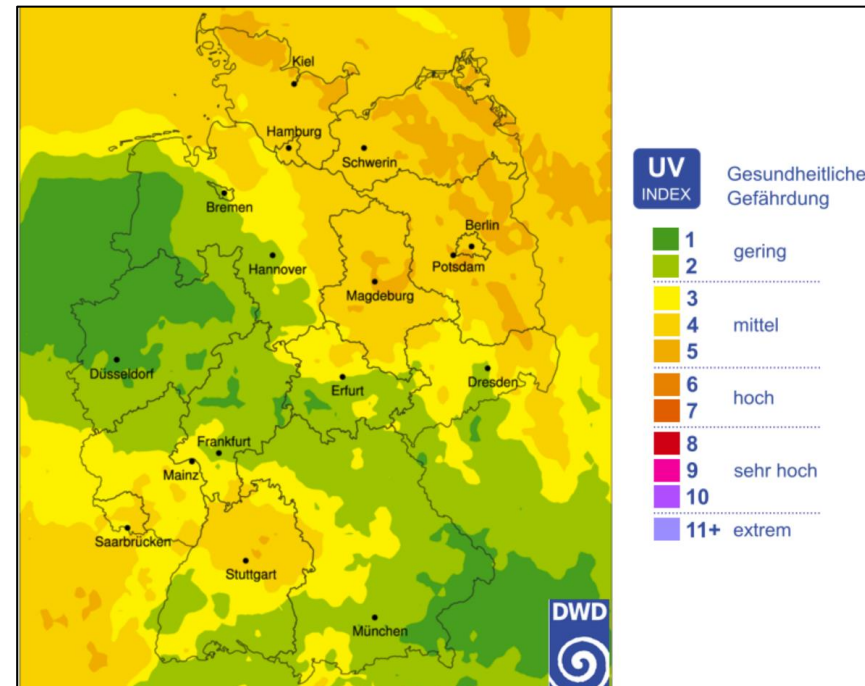 Kiel
Hamburg
Schwerin
Bremen
Berlin
Hannover
Potsdam
Magdeburg
Düsseldorf
Erfurt
Dresden
Frankfurt
Mainz
Saarbrücken
Stuttgart
München
DWD
UV
INDEX
Gesundheitliche
Gefährdung
1
2
gering
3
4
5
mittel
6
7
hoch
8
9
10
sehr hoch
11+ extrem